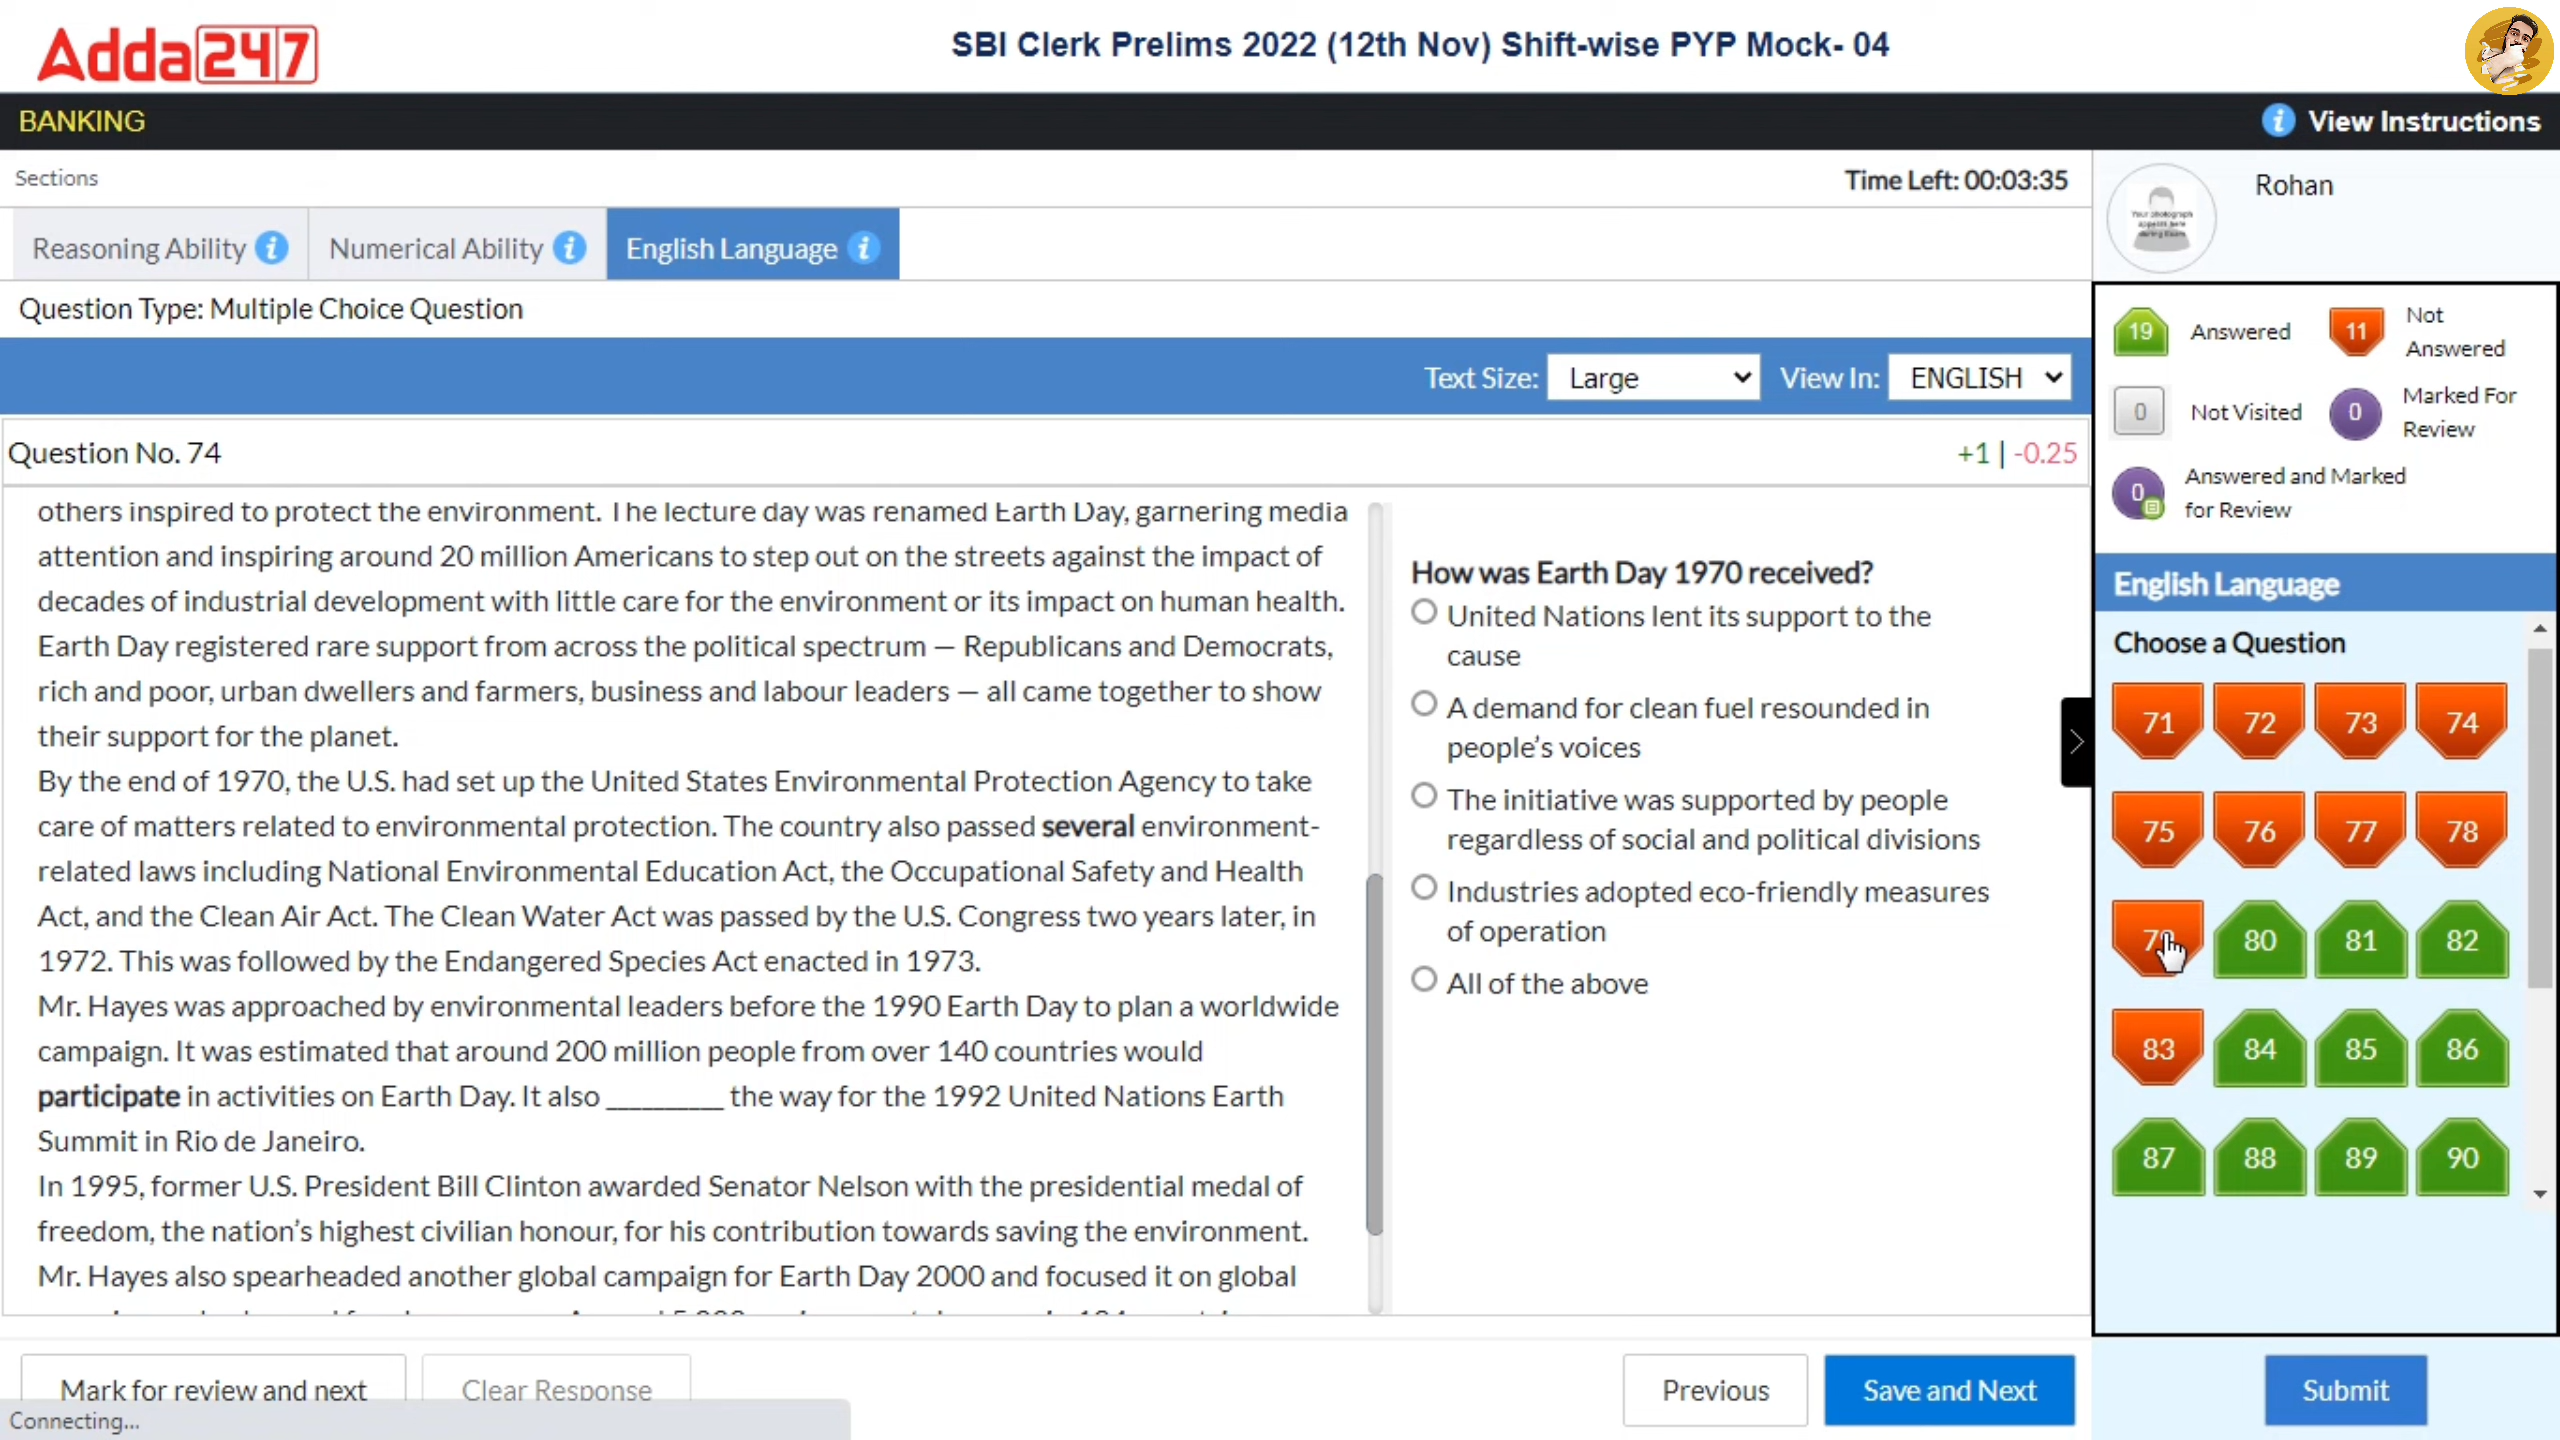 Adda247
SBI Clerk Prelims 2022 (12th Nov) Shift-wise PYP Mock- 04
BANKING
View Instructions
Sections
Time Left: 00:03:35
Rohan
Reasoning Ability
Numerical Ability
English Language
Question Type: Multiple Choice Question
19 Answered
11 Not Answered
0 Not Visited
0 Marked For Review
0 Answered and Marked for Review
Text Size: Large
View In: ENGLISH
Question No. 74
+1 | -0.25
others inspired to protect the environment. The lecture day was renamed Earth Day, garnering media
attention and inspiring around 20 million Americans to step out on the streets against the impact of
decades of industrial development with little care for the environment or its impact on human health.
Earth Day registered rare support from across the political spectrum — Republicans and Democrats,
rich and poor, urban dwellers and farmers, business and labour leaders — all came together to show
their support for the planet.
By the end of 1970, the U.S. had set up the United States Environmental Protection Agency to take
care of matters related to environmental protection. The country also passed several environment-
related laws including National Environmental Education Act, the Occupational Safety and Health
Act, and the Clean Air Act. The Clean Water Act was passed by the U.S. Congress two years later, in
1972. This was followed by the Endangered Species Act enacted in 1973.
Mr. Hayes was approached by environmental leaders before the 1990 Earth Day to plan a worldwide
campaign. It was estimated that around 200 million people from over 140 countries would
participate in activities on Earth Day. It also ________ the way for the 1992 United Nations Earth
Summit in Rio de Janeiro.
In 1995, former U.S. President Bill Clinton awarded Senator Nelson with the presidential medal of
freedom, the nation's highest civilian honour, for his contribution towards saving the environment.
Mr. Hayes also spearheaded another global campaign for Earth Day 2000 and focused it on global
How was Earth Day 1970 received?
United Nations lent its support to the
cause
A demand for clean fuel resounded in
people's voices
The initiative was supported by people
regardless of social and political divisions
Industries adopted eco-friendly measures
of operation
All of the above
English Language
Choose a Question
71 72 73 74
75 76 77 78
80 81 82
83 84 85 86
87 88 89 90
Mark for review and next
Clear Response
Previous
Save and Next
Submit
Connecting...